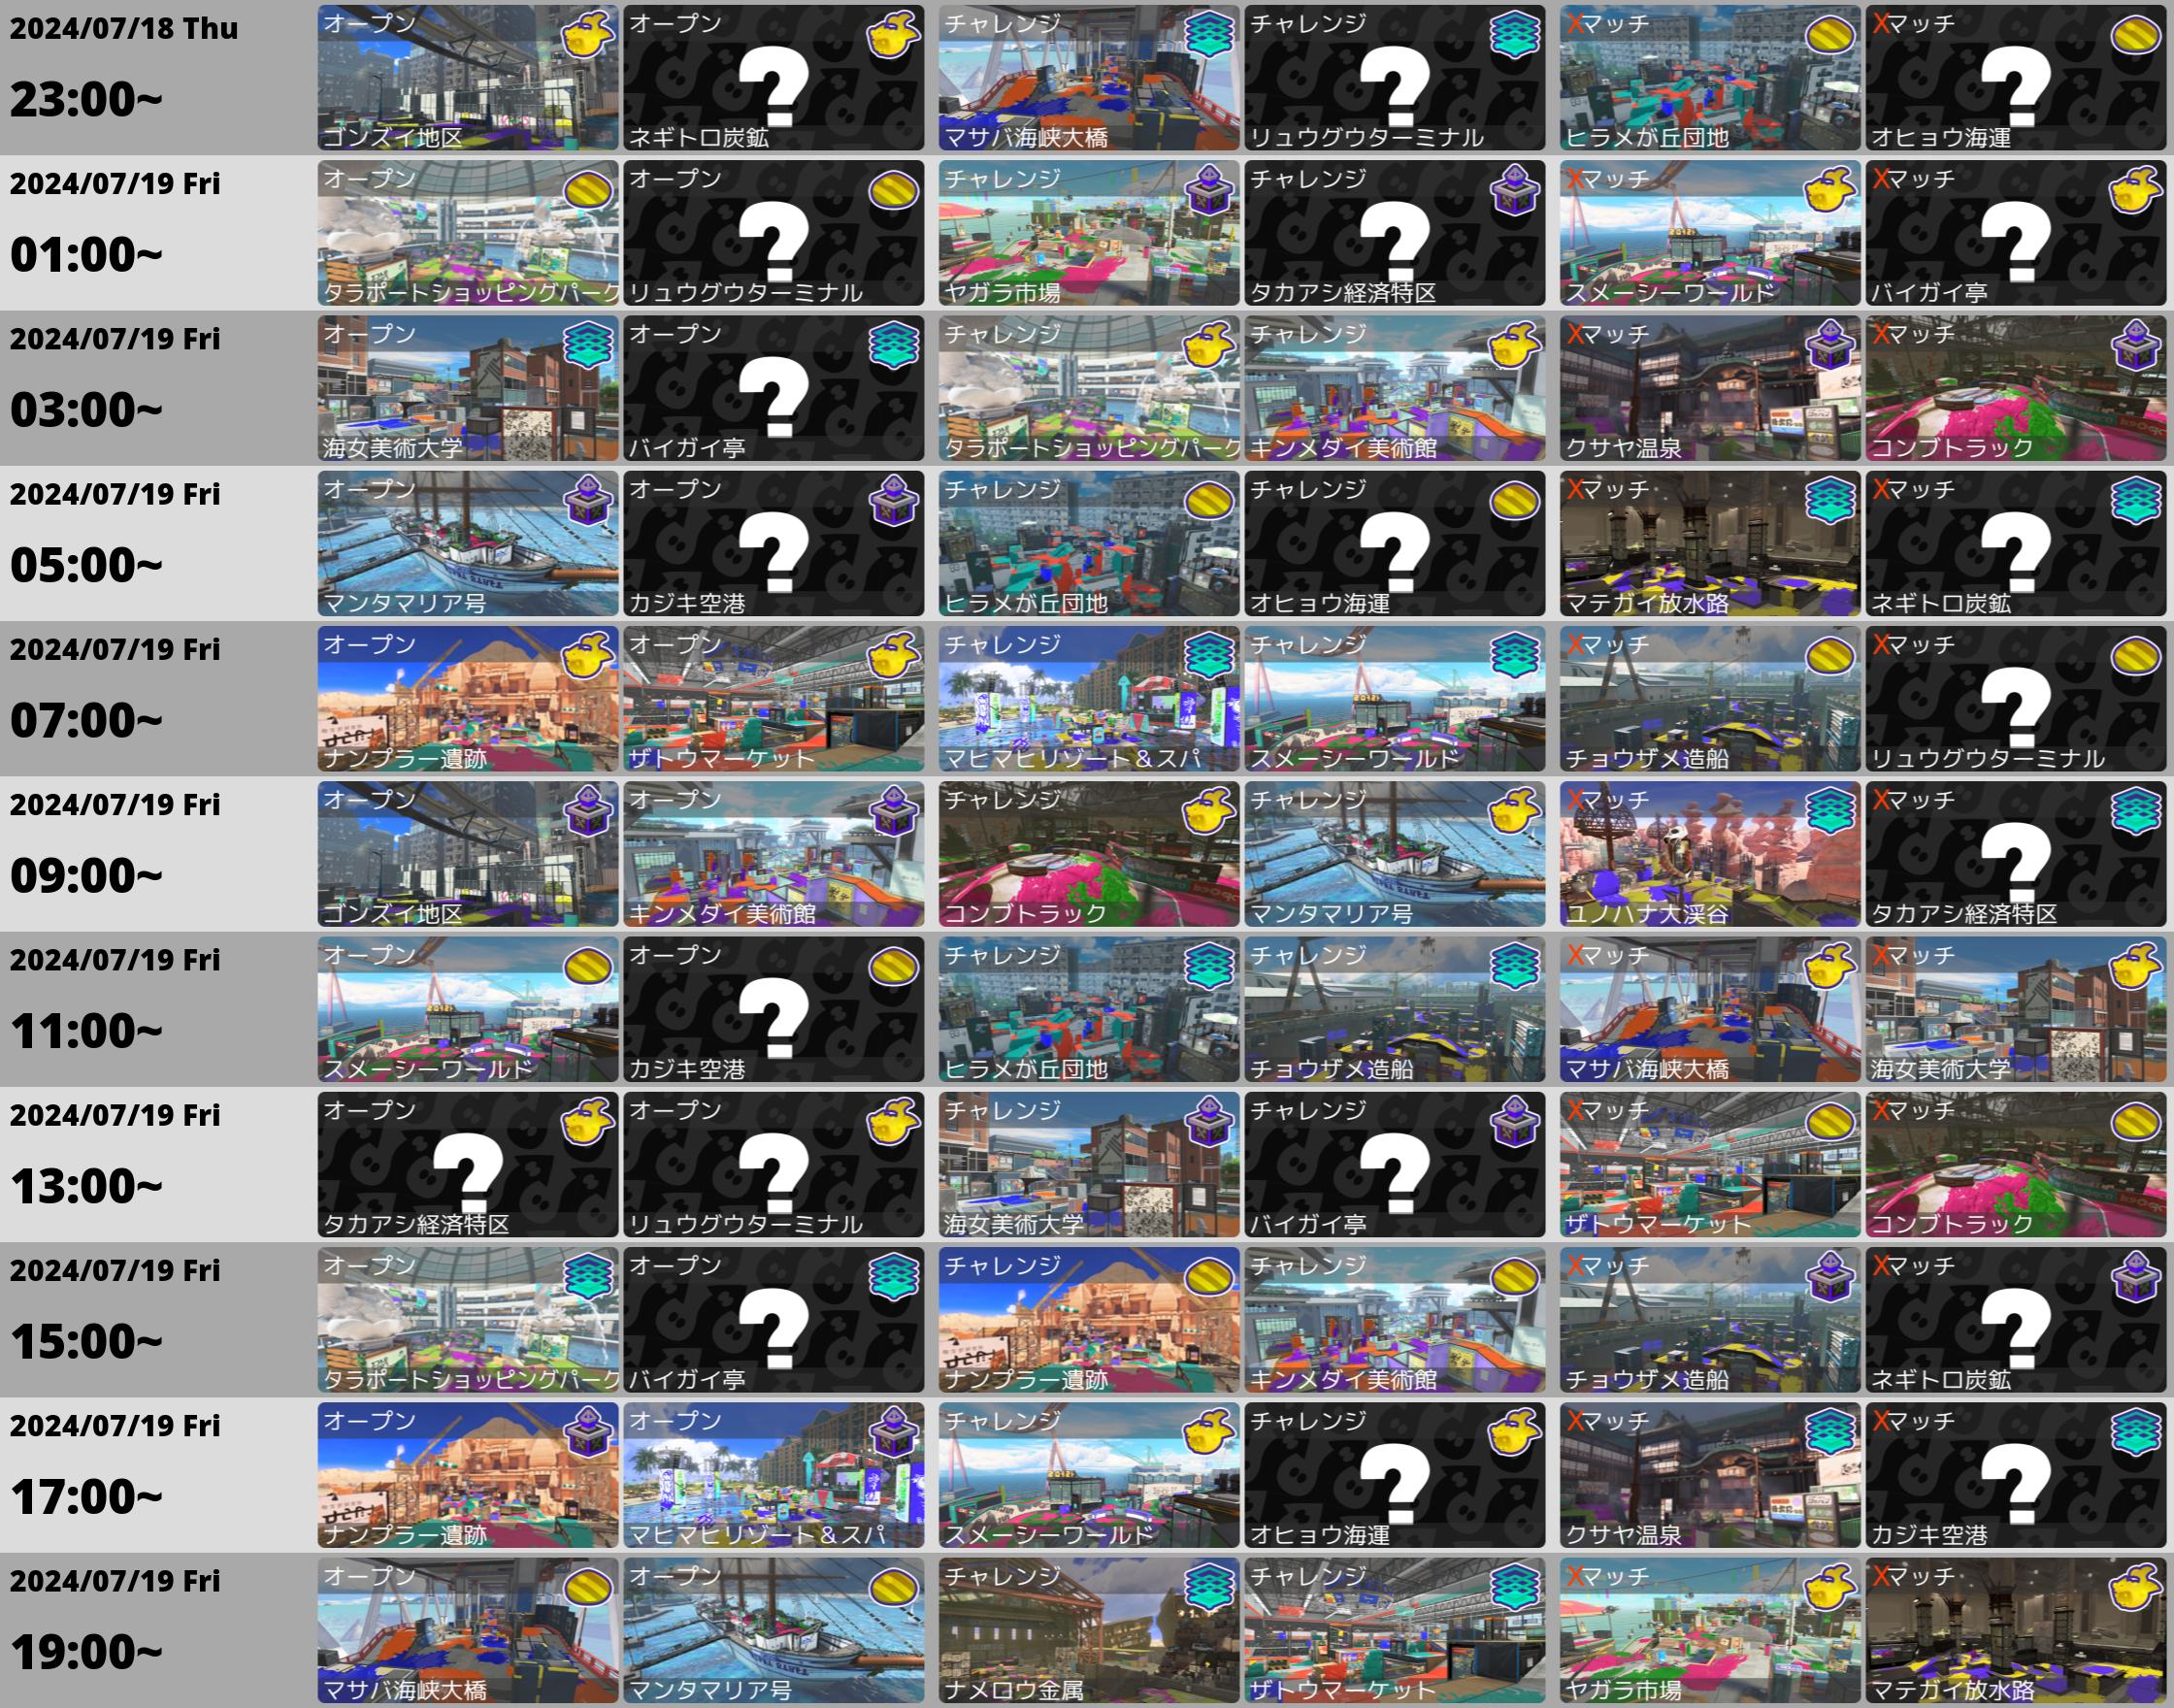 2024/07/18 Thu
23:00~
オープン
ゴンズイ地区
オープン
ネギトロ炭鉱
チャレンジ
マサバ海峡大橋
チャレンジ
リュウグウターミナル
Xマッチ
ヒラメが丘団地
Xマッチ
オヒョウ海運
2024/07/19 Fri
01:00~
オープン
タラポートショッピングパーク
オープン
リュウグウターミナル
チャレンジ
ヤガラ市場
チャレンジ
タカアシ経済特区
Xマッチ
スメーシーワールド
Xマッチ
バイガイ亭
2024/07/19 Fri
03:00~
オープン
海女美術大学
オープン
バイガイ亭
チャレンジ
タラポートショッピングパーク
チャレンジ
キンメダイ美術館
Xマッチ
クサヤ温泉
Xマッチ
コンブトラック
2024/07/19 Fri
05:00~
オープン
マンタマリア号
オープン
カジキ空港
チャレンジ
ヒラメが丘団地
チャレンジ
オヒョウ海運
Xマッチ
マテガイ放水路
Xマッチ
ネギトロ炭鉱
2024/07/19 Fri
07:00~
オープン
ナンプラー遺跡
オープン
ザトウマーケット
チャレンジ
マヒマヒリゾート＆スパ
チャレンジ
スメーシーワールド
Xマッチ
チョウザメ造船
Xマッチ
リュウグウターミナル
2024/07/19 Fri
09:00~
オープン
ゴンズイ地区
オープン
キンメダイ美術館
チャレンジ
コンブトラック
チャレンジ
マンタマリア号
Xマッチ
ユノハナ大渓谷
Xマッチ
タカアシ経済特区
2024/07/19 Fri
11:00~
オープン
スメーシーワールド
オープン
カジキ空港
チャレンジ
ヒラメが丘団地
チャレンジ
チョウザメ造船
Xマッチ
マサバ海峡大橋
Xマッチ
海女美術大学
2024/07/19 Fri
13:00~
オープン
タカアシ経済特区
オープン
リュウグウターミナル
チャレンジ
海女美術大学
チャレンジ
バイガイ亭
Xマッチ
ザトウマーケット
Xマッチ
コンブトラック
2024/07/19 Fri
15:00~
オープン
タラポートショッピングパーク
オープン
バイガイ亭
チャレンジ
ナンプラー遺跡
チャレンジ
キンメダイ美術館
Xマッチ
チョウザメ造船
Xマッチ
ネギトロ炭鉱
2024/07/19 Fri
17:00~
オープン
ナンプラー遺跡
オープン
マヒマヒリゾート＆スパ
チャレンジ
スメーシーワールド
チャレンジ
オヒョウ海運
Xマッチ
クサヤ温泉
Xマッチ
カジキ空港
2024/07/19 Fri
19:00~
オープン
マサバ海峡大橋
オープン
マンタマリア号
チャレンジ
ナメロウ金属
チャレンジ
ザトウマーケット
Xマッチ
ヤガラ市場
Xマッチ
マテガイ放水路